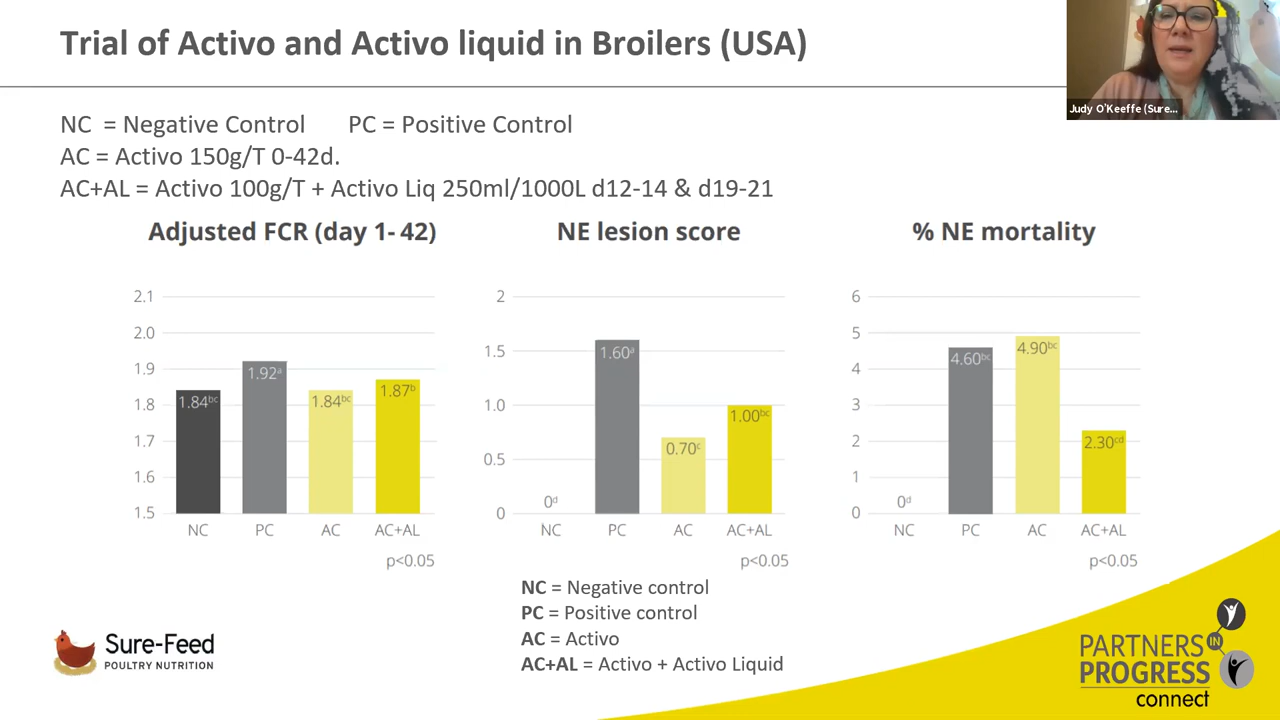 Trial of Activo and Activo liquid in Broilers (USA)
Judy O'Keeffe (Sure...
NC = Negative Control PC = Positive Control
AC = Activo 150g/T 0-42d.
AC+AL = Activo 100g/T + Activo Liq 250ml/1000L d12-14 & d19-21
Adjusted FCR (day 1- 42)
2.1
2.0
1.9
1.8
1.7
1.6
1.5
1.84bc
1.92a
1.84bc
1.87b
NC PC AC AC+AL
p<0.05
NE lesion score
2
1.5
1.0
0.5
0
0d
1.60a
0.70c
1.00bc
NC PC AC AC+AL
p<0.05
% NE mortality
6
5
4
3
2
1
0
0d
4.60bc
4.90bc
2.30cd
NC PC AC AC+AL
p<0.05
NC = Negative control
PC = Positive control
AC = Activo
AC+AL = Activo + Activo Liquid
Sure-Feed
POULTRY NUTRITION
PARTNERS IN
PROGRESS
connect